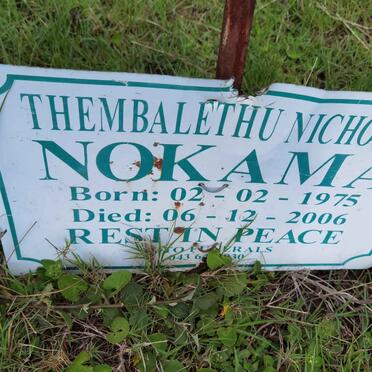 THEMBALETHU NICHO
NOKAMA
Born: 02 - 02 - 1975
Died: 06 - 12 - 2006
REST IN PEACE